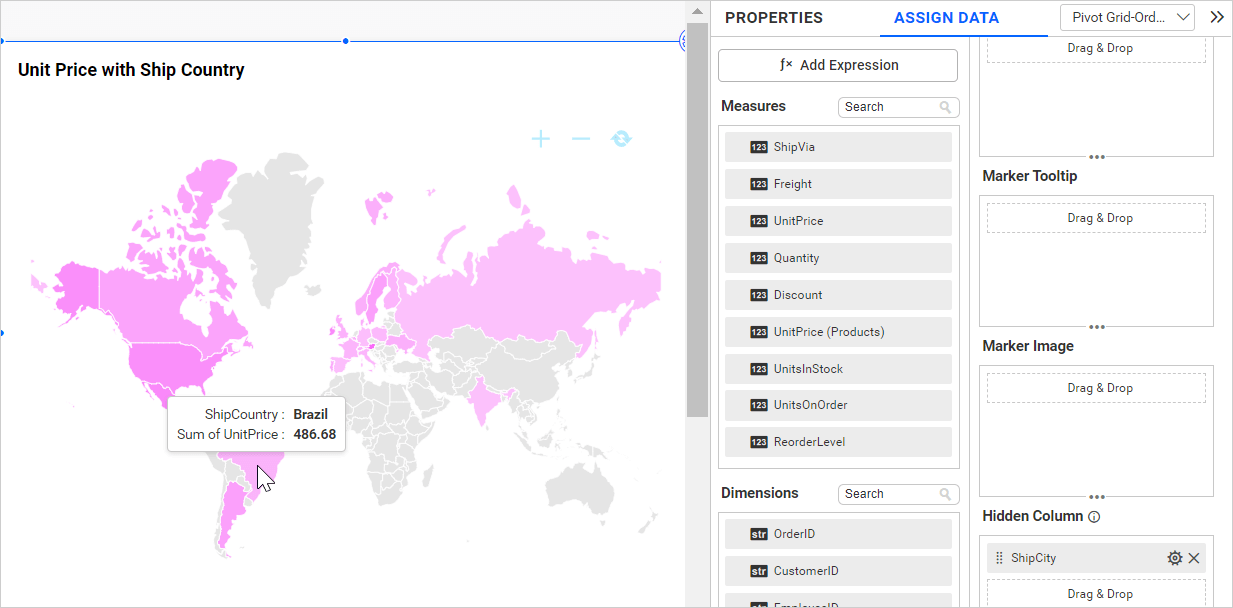 PROPERTIES
ASSIGN DATA
Pivot Grid-Ord...
Unit Price with Ship Country
ShipCountry : Brazil
Sum of UnitPrice : 486.68
ƒx Add Expression
Measures
Search
123 ShipVia
123 Freight
123 UnitPrice
123 Quantity
123 Discount
123 UnitPrice (Products)
123 UnitsInStock
123 UnitsOnOrder
123 ReorderLevel
Dimensions
Search
str OrderID
str CustomerID
str EmployeeID
Drag & Drop
Marker Tooltip
Drag & Drop
Marker Image
Drag & Drop
Hidden Column
ShipCity
Drag & Drop